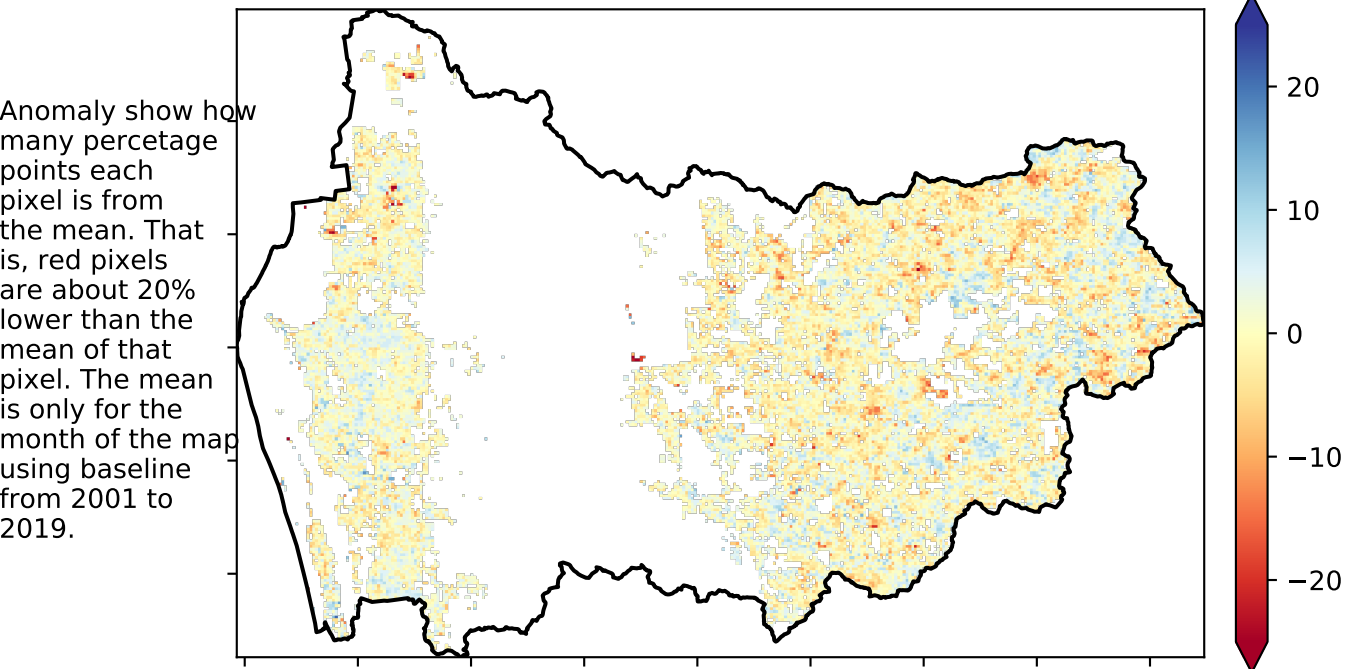 Anomaly show how
many percetage
points each
pixel is from
the mean. That
is, red pixels
are about 20%
lower than the
mean of that
pixel. The mean
is only for the
month of the map
using baseline
from 2001 to
2019.
20
10
0
−10
−20